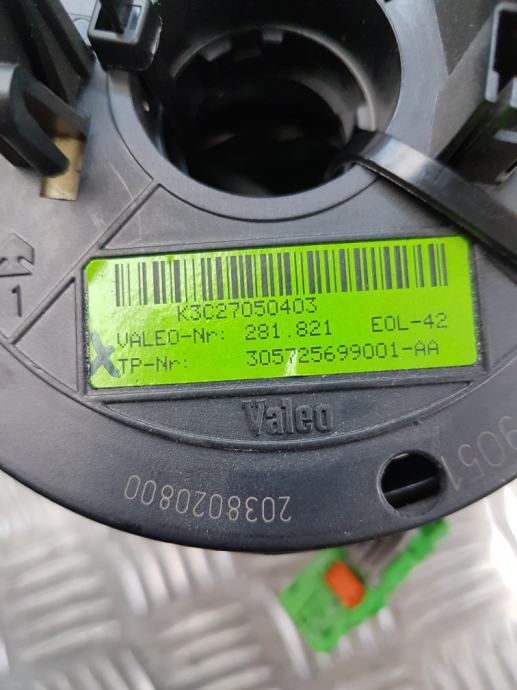 1
K3C27050403
VALEO-Nr: 281.821 EOL-42
X
TP-Nr: 305725699001-AA
Valeo
2038020800